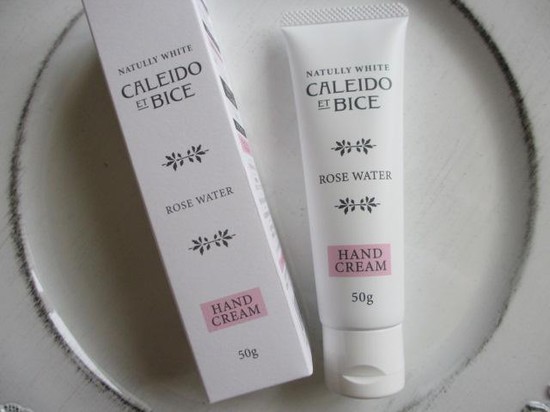 NATULLY WHITE
CALEIDO
ET BICE
ROSE WATER
HAND
CREAM
50g
NATULLY WHITE
CALEIDO
ET BICE
ROSE WATER
HAND
CREAM
50g